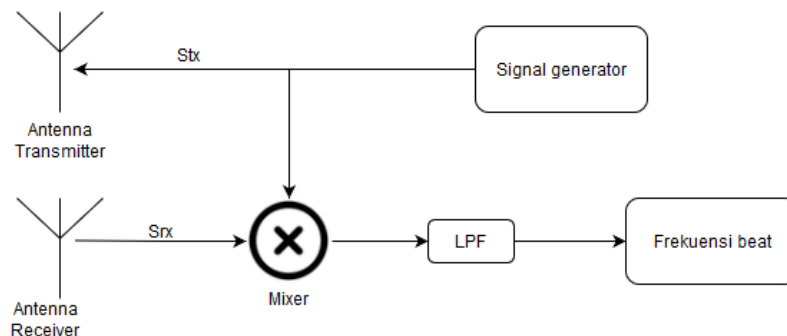 Stx
Signal generator
Antenna
Transmitter
Srx
LPF
Frekuensi beat
Mixer
Antenna
Receiver